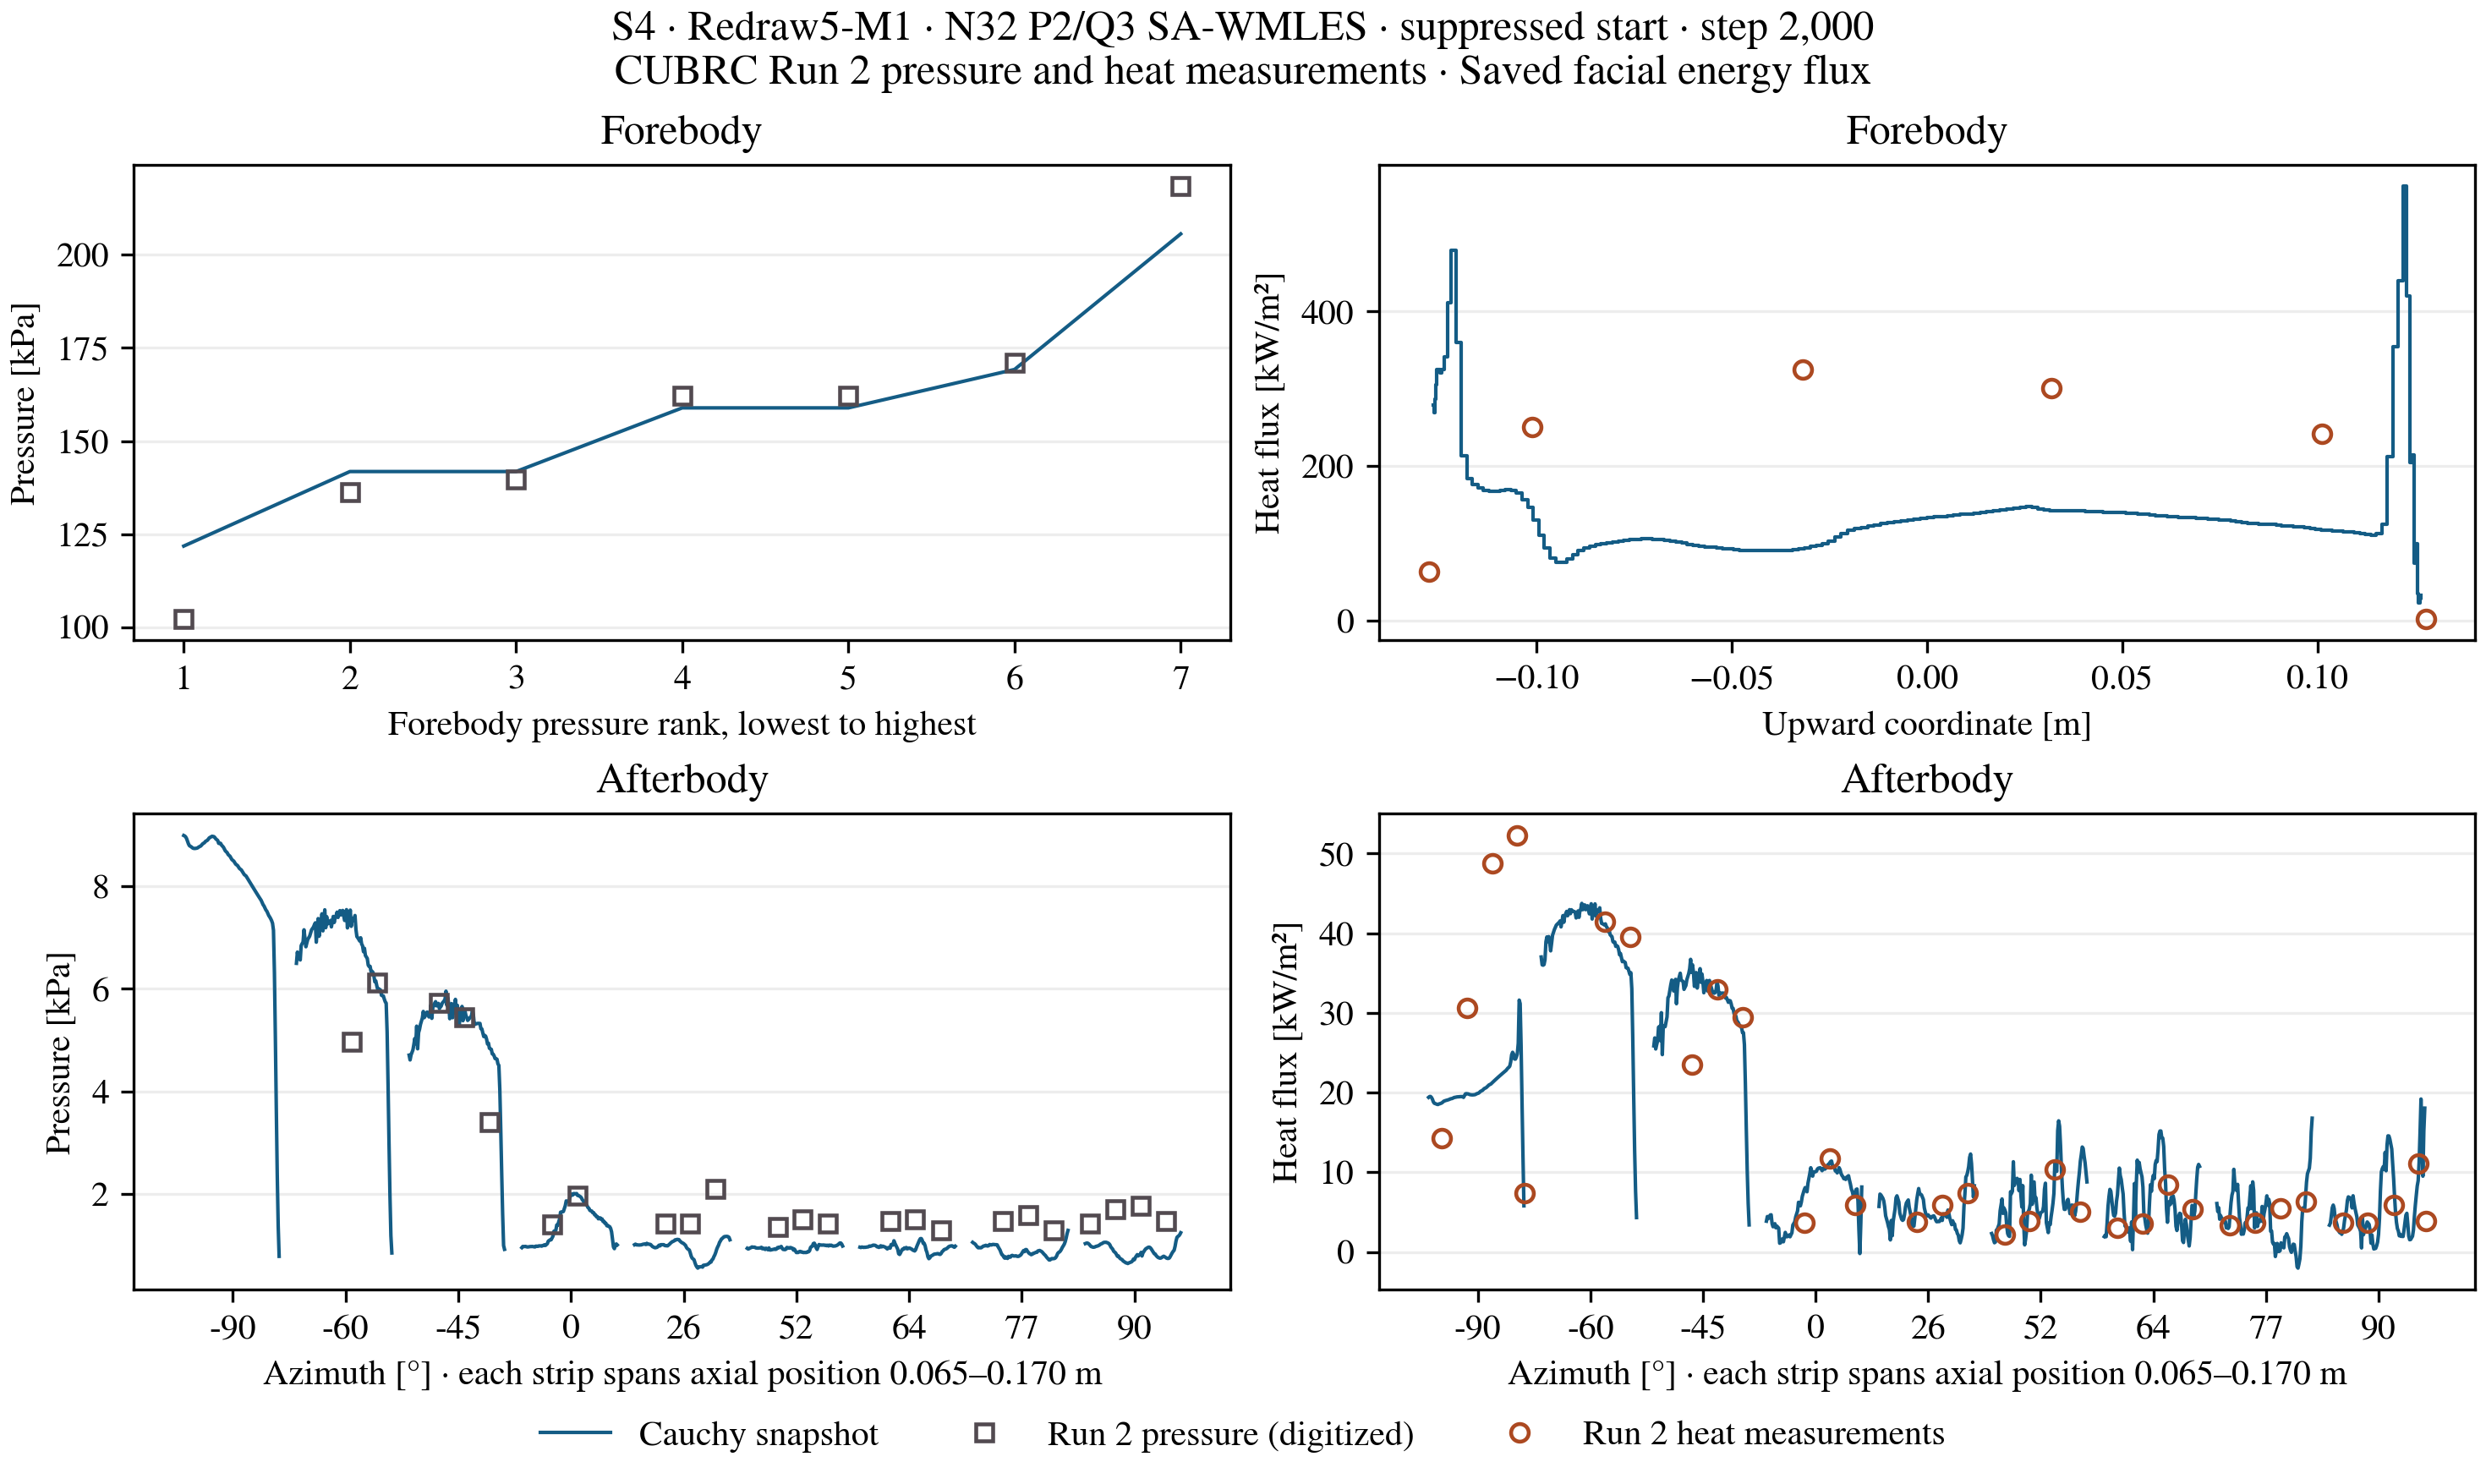 S4 · Redraw5-M1 · N32 P2/Q3 SA-WMLES · suppressed start · step 2,000
CUBRC Run 2 pressure and heat measurements · Saved facial energy flux
Forebody
Pressure [kPa]
200
175
150
125
100
1 2 3 4 5 6 7
Forebody pressure rank, lowest to highest
Forebody
Heat flux [kW/m²]
400
200
0
−0.10 −0.05 0.00 0.05 0.10
Upward coordinate [m]
Afterbody
Pressure [kPa]
8
6
4
2
-90 -60 -45 0 26 52 64 77 90
Azimuth [°] · each strip spans axial position 0.065–0.170 m
Afterbody
Heat flux [kW/m²]
50
40
30
20
10
0
-90 -60 -45 0 26 52 64 77 90
Azimuth [°] · each strip spans axial position 0.065–0.170 m
Cauchy snapshot Run 2 pressure (digitized) Run 2 heat measurements